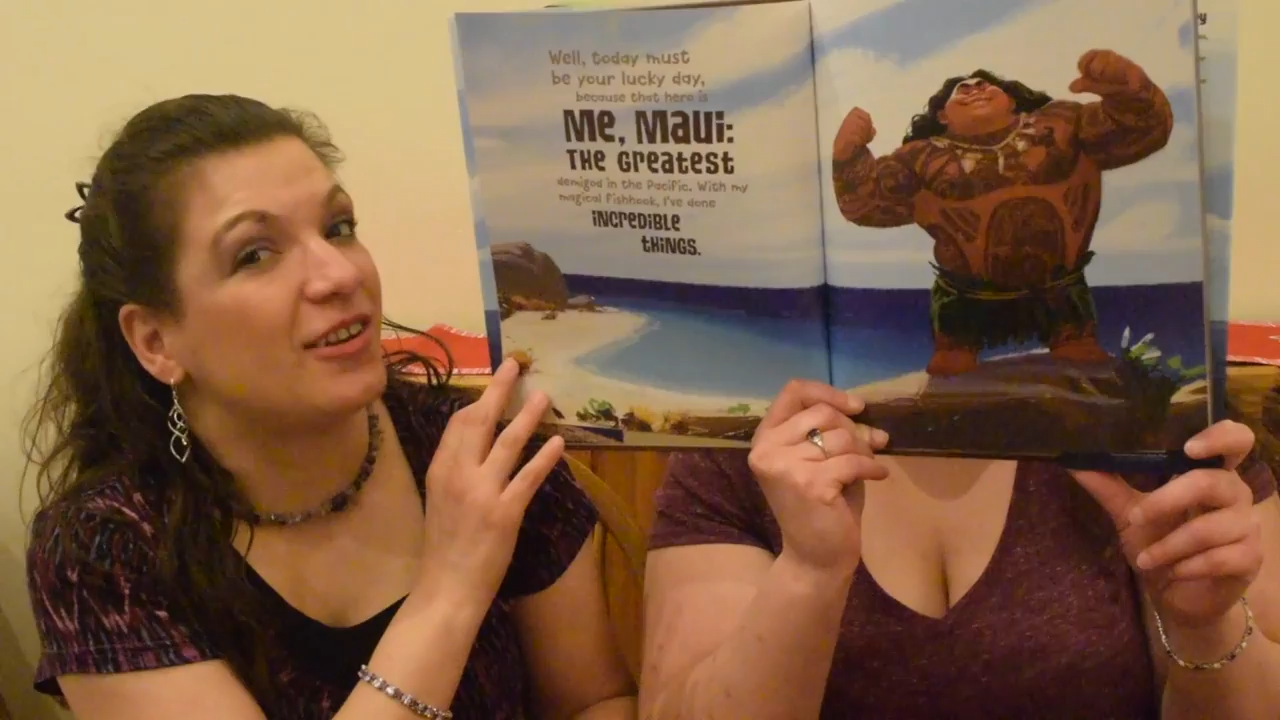 Well, today must
be your lucky day,
because that hero is
Me, Maui:
The Greatest
demigod in the Pacific. With my
magical fishhook, I've done
incredible
things.